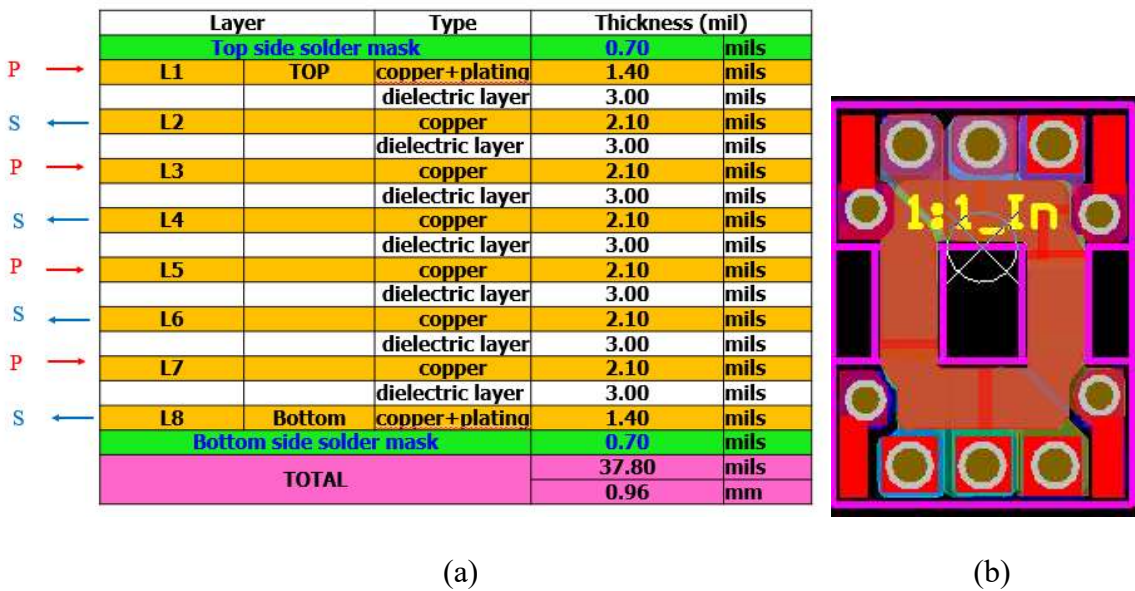 Layer Type Thickness (mil)
Top side solder mask 0.70 mils
P L1 TOP copper+plating 1.40 mils
dielectric layer 3.00 mils
S L2 copper 2.10 mils
dielectric layer 3.00 mils
P L3 copper 2.10 mils
dielectric layer 3.00 mils
S L4 copper 2.10 mils
dielectric layer 3.00 mils
P L5 copper 2.10 mils
dielectric layer 3.00 mils
S L6 copper 2.10 mils
dielectric layer 3.00 mils
P L7 copper 2.10 mils
dielectric layer 3.00 mils
S L8 Bottom copper+plating 1.40 mils
Bottom side solder mask 0.70 mils
TOTAL 37.80 mils
0.96 mm
1:1_In
(a) (b)